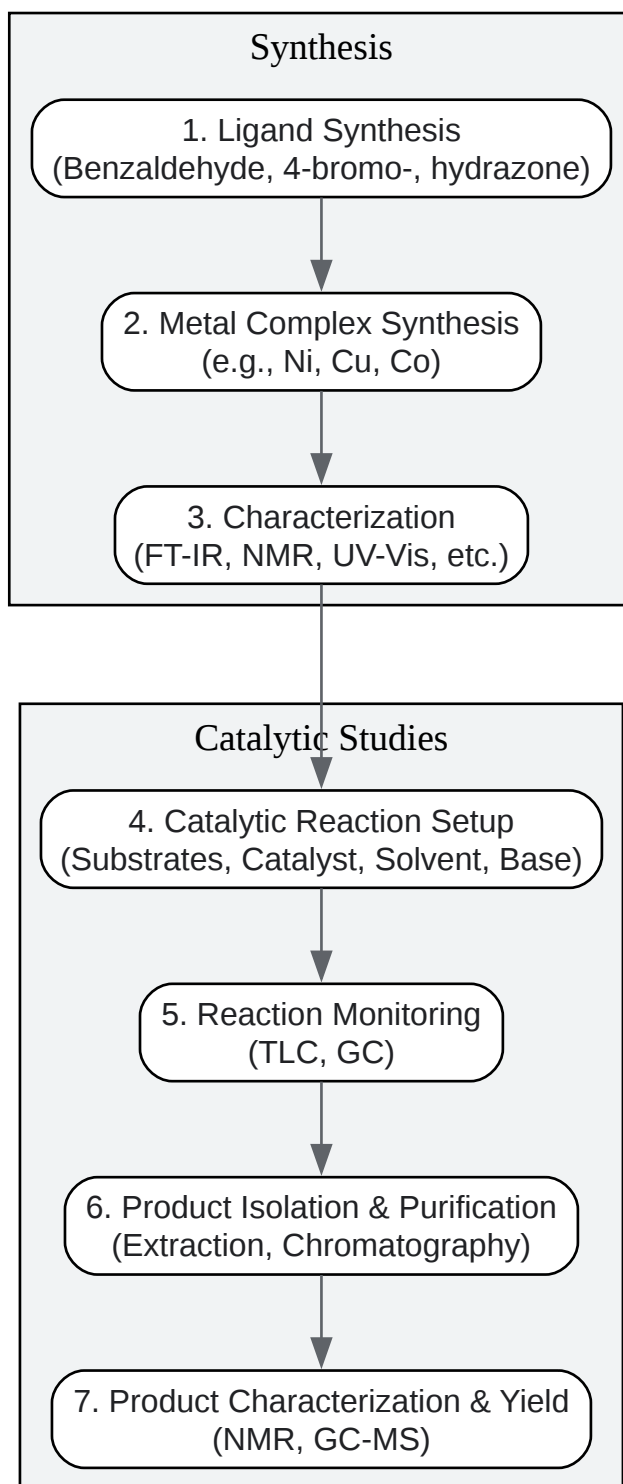 Synthesis
1. Ligand Synthesis
(Benzaldehyde, 4-bromo-, hydrazone)
2. Metal Complex Synthesis
(e.g., Ni, Cu, Co)
3. Characterization
(FT-IR, NMR, UV-Vis, etc.)
Catalytic Studies
4. Catalytic Reaction Setup
(Substrates, Catalyst, Solvent, Base)
5. Reaction Monitoring
(TLC, GC)
6. Product Isolation & Purification
(Extraction, Chromatography)
7. Product Characterization & Yield
(NMR, GC-MS)